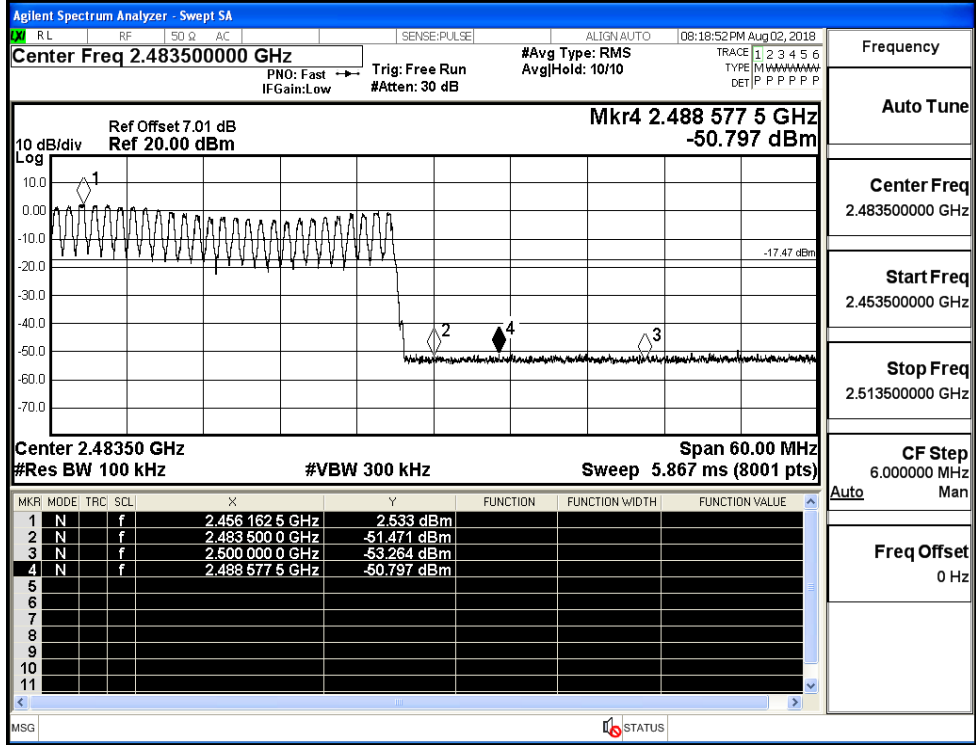 Agilent Spectrum Analyzer - Swept SA
LXI RL RF 50 Ω AC SENSE:PULSE ALIGN AUTO 08:18:52 PM Aug 02, 2018
Center Freq 2.483500000 GHz
PNO: Fast
IFGain:Low
Trig: Free Run
#Atten: 30 dB
#Avg Type: RMS
Avg|Hold: 10/10
TRACE 1 2 3 4 5 6
TYPE M WWWWW
DET P P P P P P
Ref Offset 7.01 dB
10 dB/div Ref 20.00 dBm
Log
Mkr4 2.488 577 5 GHz
-50.797 dBm
10.0
0.00
-10.0
-20.0
-30.0
-40.0
-50.0
-60.0
-70.0
1
2
4
3
-17.47 dBm
Center 2.48350 GHz Span 60.00 MHz
#Res BW 100 kHz #VBW 300 kHz Sweep 5.867 ms (8001 pts)
MKR MODE TRC SCL X Y FUNCTION FUNCTION WIDTH FUNCTION VALUE
1 N f 2.456 162 5 GHz 2.533 dBm
2 N f 2.483 500 0 GHz -51.471 dBm
3 N f 2.500 000 0 GHz -53.264 dBm
4 N f 2.488 577 5 GHz -50.797 dBm
5
6
7
8
9
10
11
MSG STATUS
Frequency
Auto Tune
Center Freq
2.483500000 GHz
Start Freq
2.453500000 GHz
Stop Freq
2.513500000 GHz
CF Step
6.000000 MHz
Auto Man
Freq Offset
0 Hz